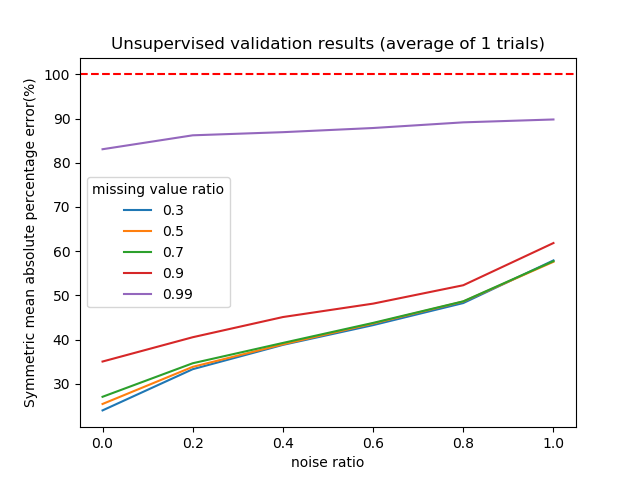 Unsupervised validation results (average of 1 trials)
Symmetric mean absolute percentage error(%)
100
90
80
70
60
50
40
30
missing value ratio
0.3
0.5
0.7
0.9
0.99
0.0 0.2 0.4 0.6 0.8 1.0
noise ratio